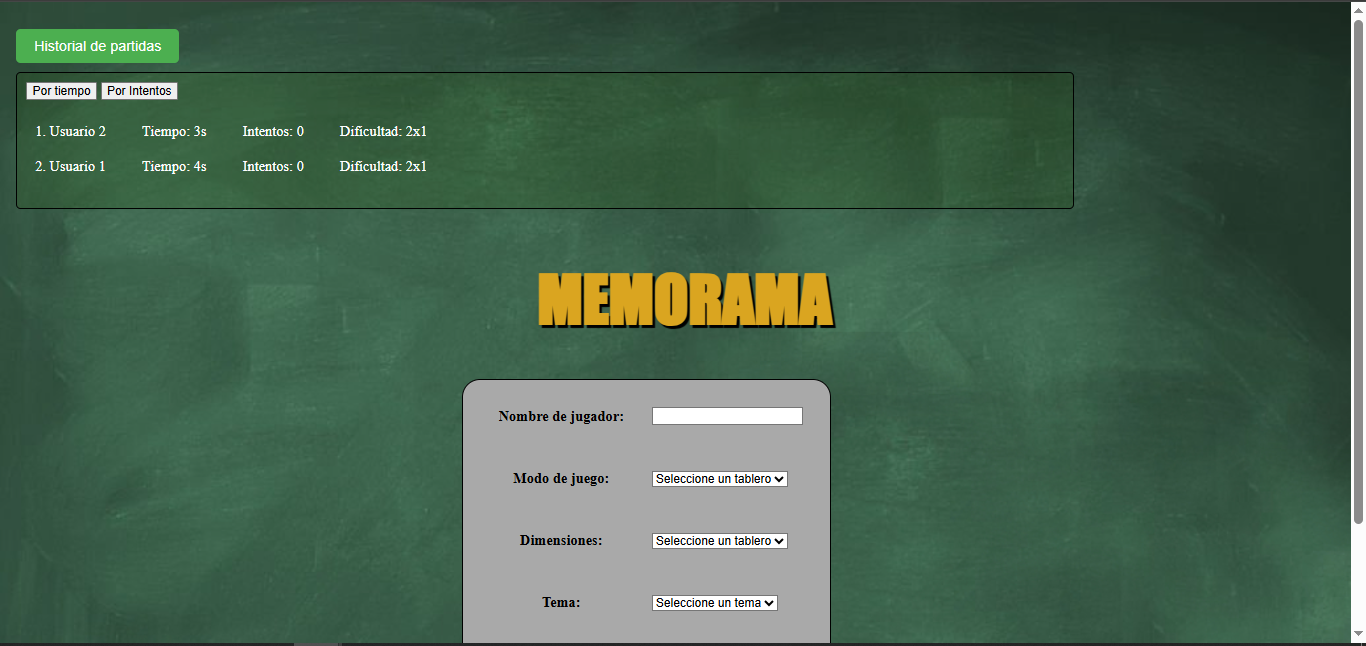 Historial de partidas
Por tiempo Por Intentos
1. Usuario 2 Tiempo: 3s Intentos: 0 Dificultad: 2x1
2. Usuario 1 Tiempo: 4s Intentos: 0 Dificultad: 2x1
MEMORAMA
Nombre de jugador:
Modo de juego: Seleccione un tablero
Dimensiones: Seleccione un tablero
Tema: Seleccione un tema